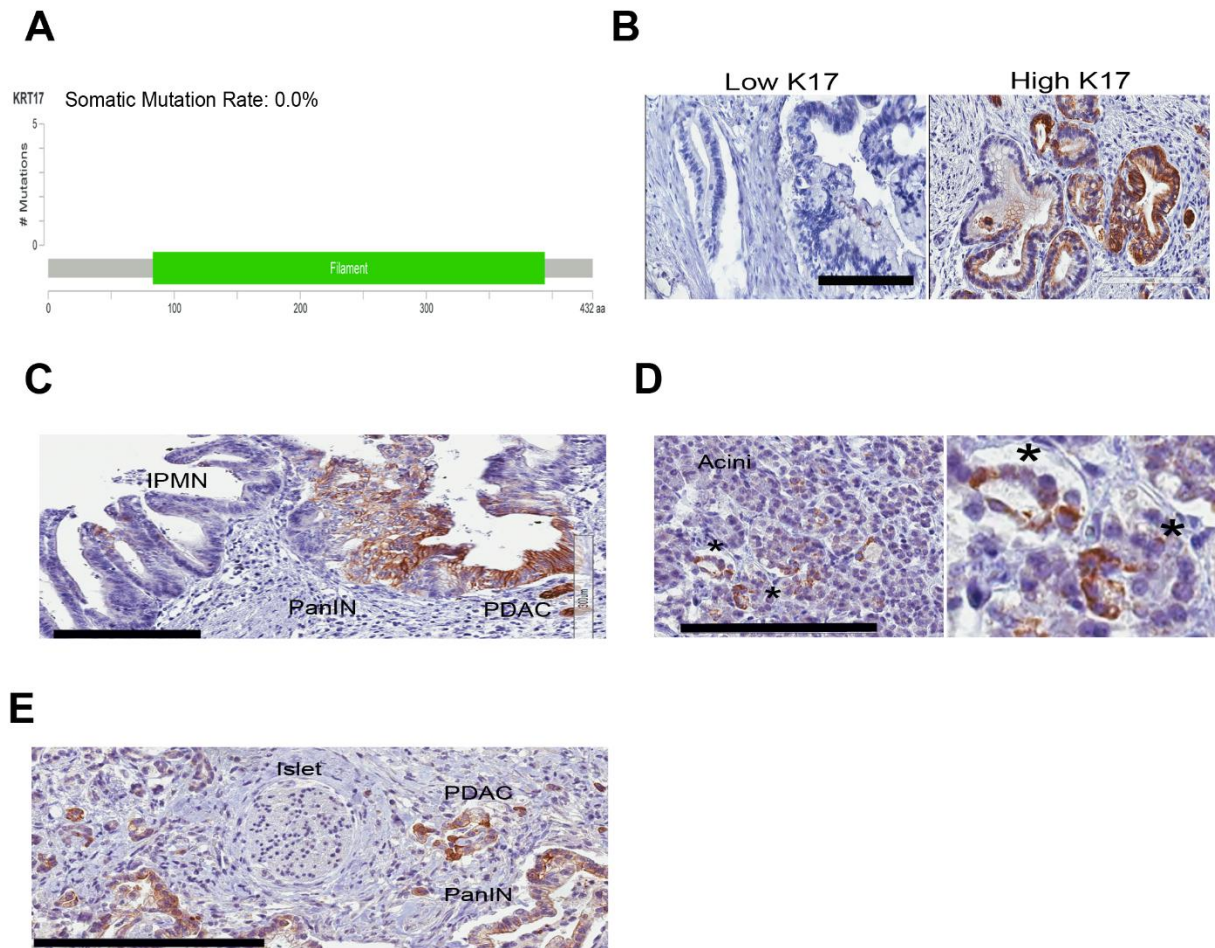 A
KRT17 Somatic Mutation Rate: 0.0%
# Mutations
5
0
Filament
0 100 200 300 432 aa
B
Low K17 High K17
C
IPMN
PanIN
PDAC
D
Acini
*
*
*
*
E
Islet
PDAC
PanIN